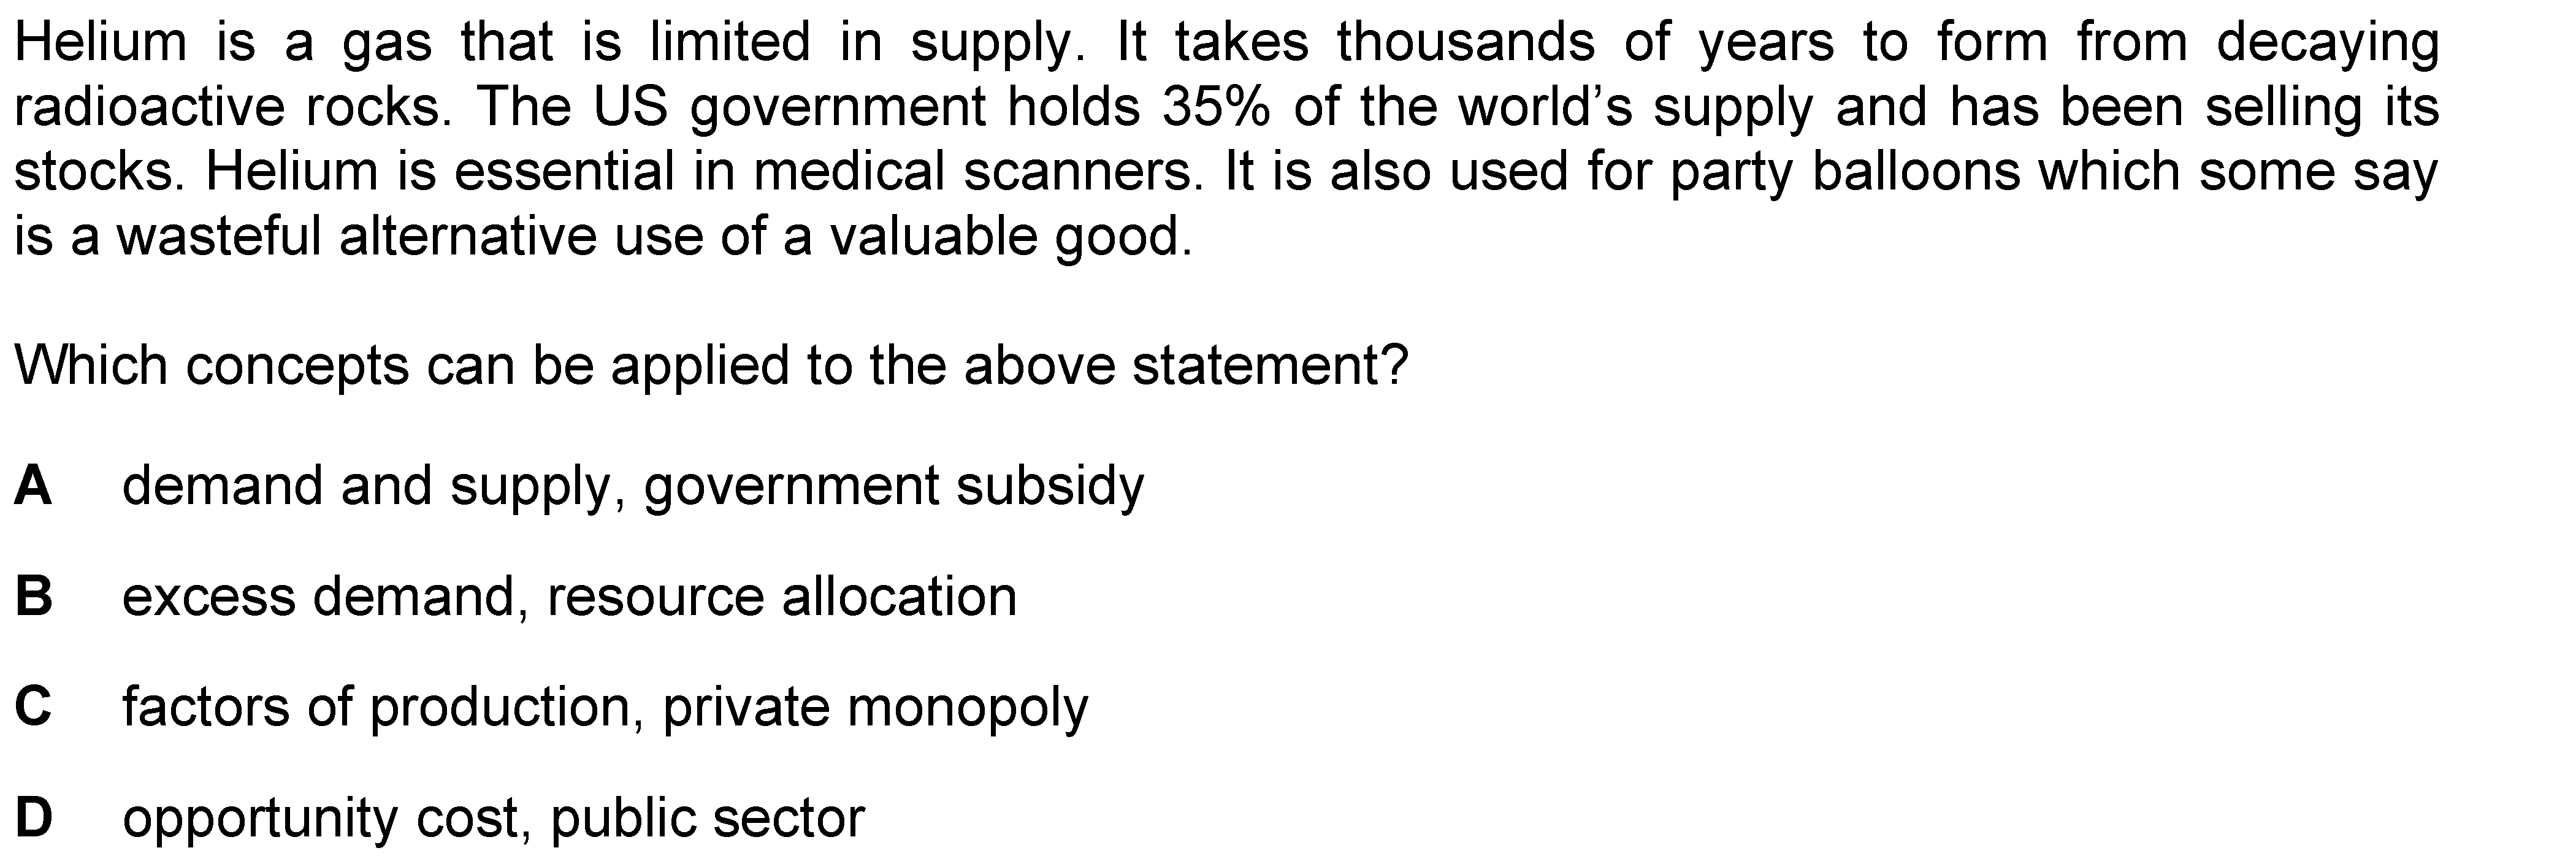 Helium is a gas that is limited in supply. It takes thousands of years to form from decaying
radioactive rocks. The US government holds 35% of the world's supply and has been selling its
stocks. Helium is essential in medical scanners. It is also used for party balloons which some say
is a wasteful alternative use of a valuable good.
Which concepts can be applied to the above statement?
A demand and supply, government subsidy
B excess demand, resource allocation
C factors of production, private monopoly
D opportunity cost, public sector